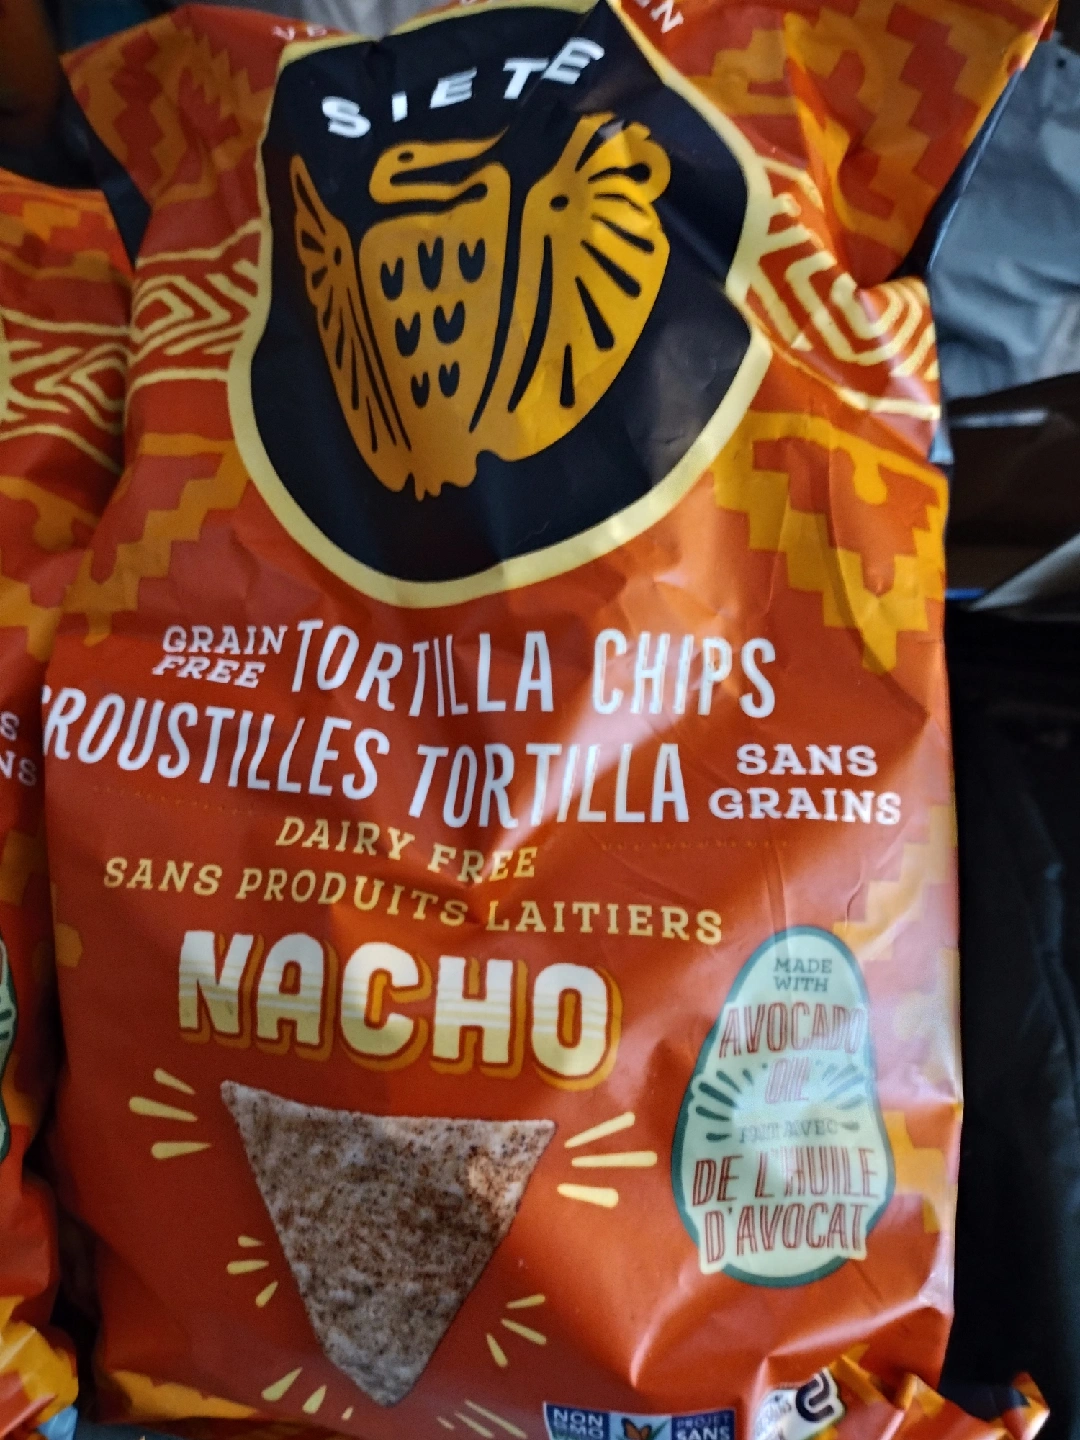 SIETE
GRAIN
FREE
TORTILLA CHIPS
CROUSTILLES TORTILLA
SANS
GRAINS
DAIRY FREE
SANS PRODUITS LAITIERS
NACHO
MADE
WITH
AVOCADO
OIL
FAIT AVEC
DE L'HUILE
D'AVOCAT
NON
GMO
PROJET
SANS